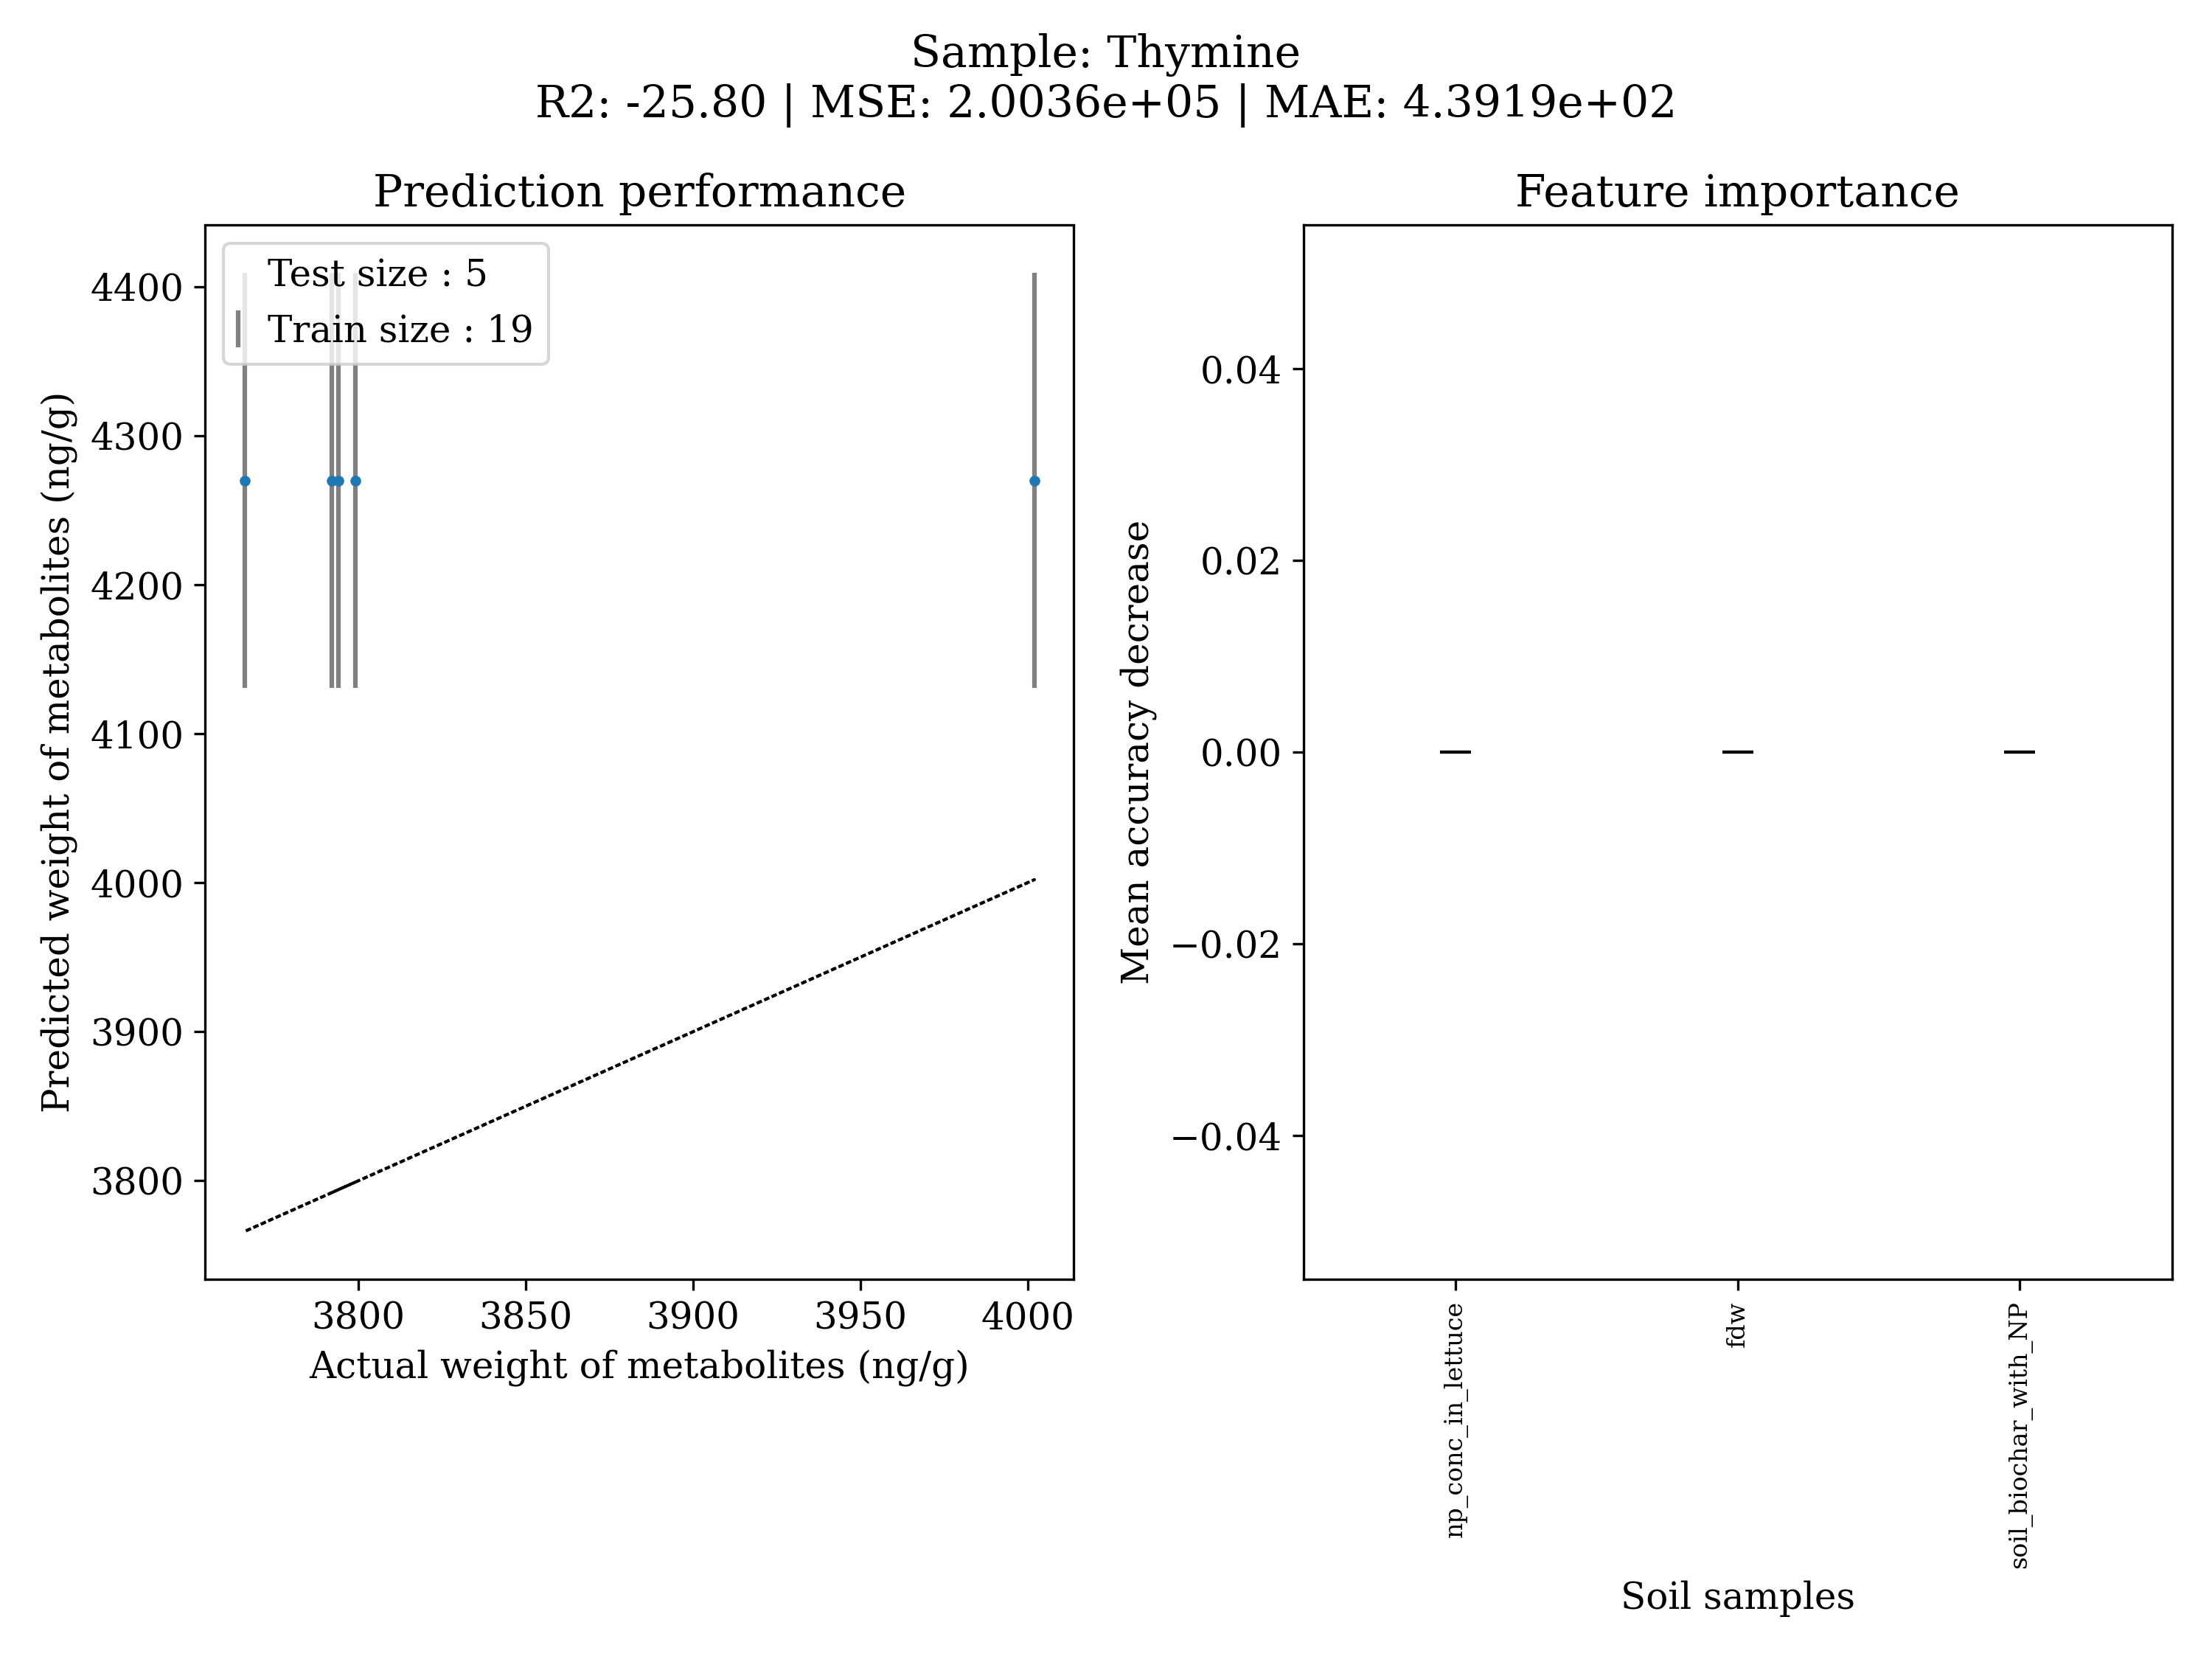 Sample: Thymine
R2: -25.80 | MSE: 2.0036e+05 | MAE: 4.3919e+02
Prediction performance
Test size : 5
Train size : 19
4400
4300
4200
4100
4000
3900
3800
Predicted weight of metabolites (ng/g)
3800 3850 3900 3950 4000
Actual weight of metabolites (ng/g)
Feature importance
0.04
0.02
0.00
−0.02
−0.04
Mean accuracy decrease
np_conc_in_lettuce
fdw
soil_biochar_with_NP
Soil samples